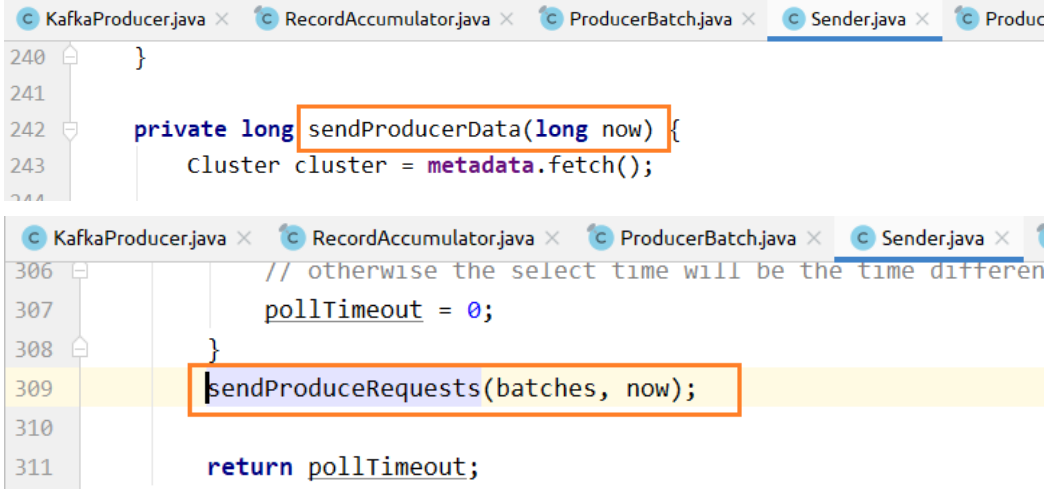 KafkaProducer.java RecordAccumulator.java ProducerBatch.java Sender.java
240 }
241
242 private long sendProducerData(long now) {
243 Cluster cluster = metadata.fetch();
KafkaProducer.java RecordAccumulator.java ProducerBatch.java Sender.java
306 // otherwise the select time will be the time differen
307 pollTimeout = 0;
308 }
309 sendProduceRequests(batches, now);
310
311 return pollTimeout;